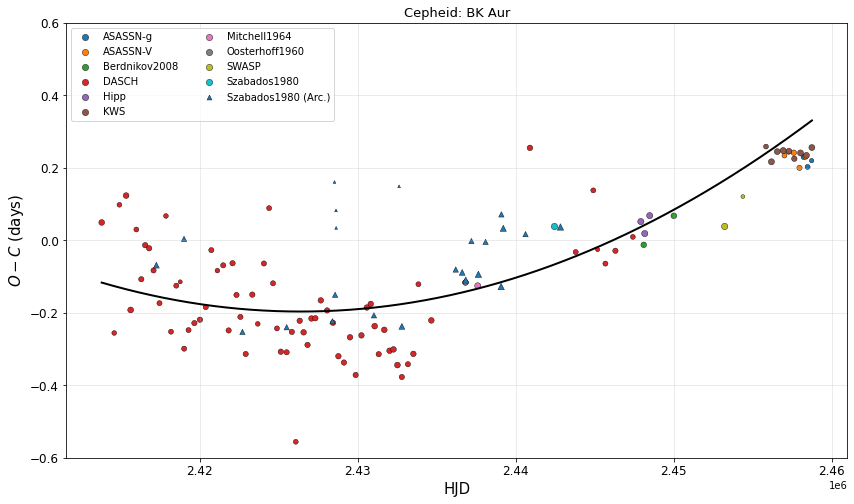 Cepheid: BK Aur
0.6
0.4
0.2
0.0
−0.2
−0.4
−0.6
O − C (days)
ASASSN-g
ASASSN-V
Berdnikov2008
DASCH
Hipp
KWS
Mitchell1964
Oosterhoff1960
SWASP
Szabados1980
Szabados1980 (Arc.)
2.42
2.43
2.44
2.45
2.46
1e6
HJD